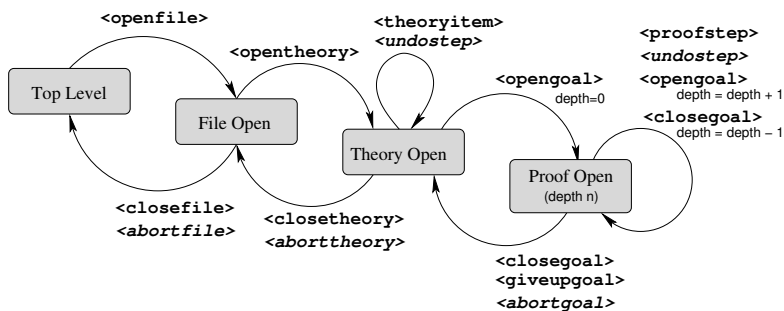 <openfile>
<opentheory>
<theoryitem>
<undostep>
<opengoal>
depth=0
<proofstep>
<undostep>
<opengoal>
depth = depth + 1
<closegoal>
depth = depth − 1
Top Level
File Open
Theory Open
Proof Open
(depth n)
<closefile>
<abortfile>
<closetheory>
<aborttheory>
<closegoal>
<giveupgoal>
<abortgoal>